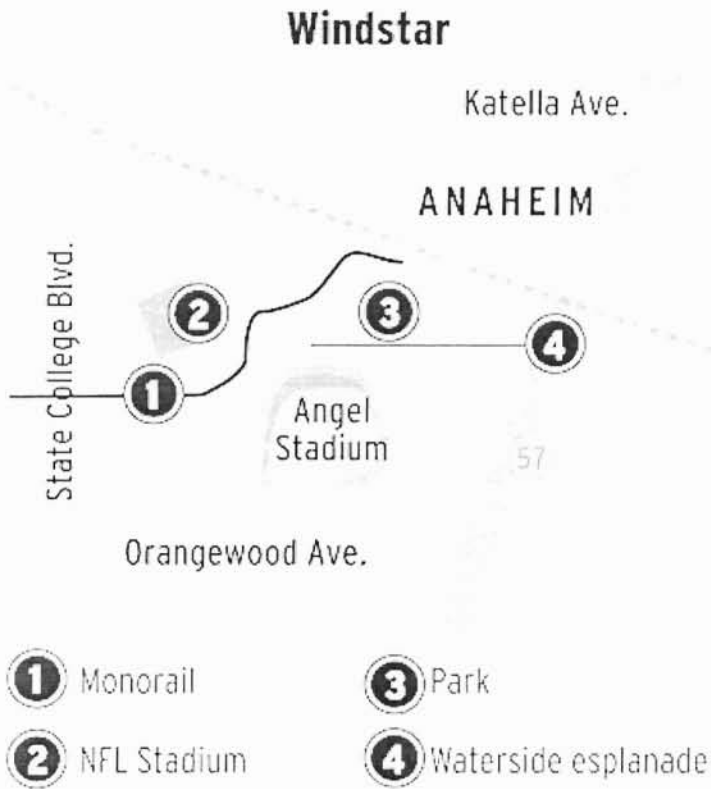 Windstar
Katella Ave.
ANAHEIM
State College Blvd.
2
3
4
1
Angel
Stadium
57
Orangewood Ave.
1 Monorail
3 Park
2 NFL Stadium
4 Waterside esplanade